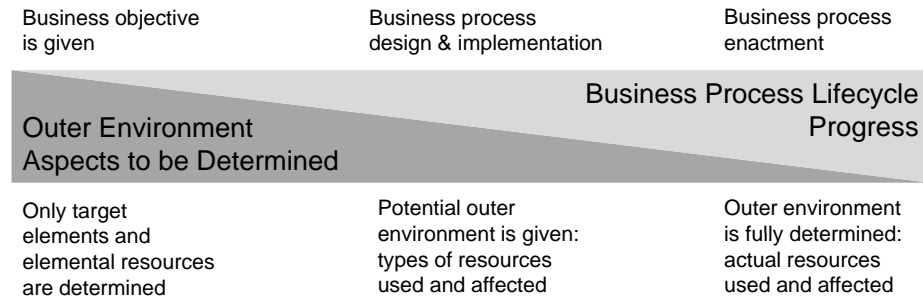 Business objective
is given
Business process
design & implementation
Business process
enactment
Business Process Lifecycle
Progress
Outer Environment
Aspects to be Determined
Only target
elements and
elemental resources
are determined
Potential outer
environment is given:
types of resources
used and affected
Outer environment
is fully determined:
actual resources
used and affected